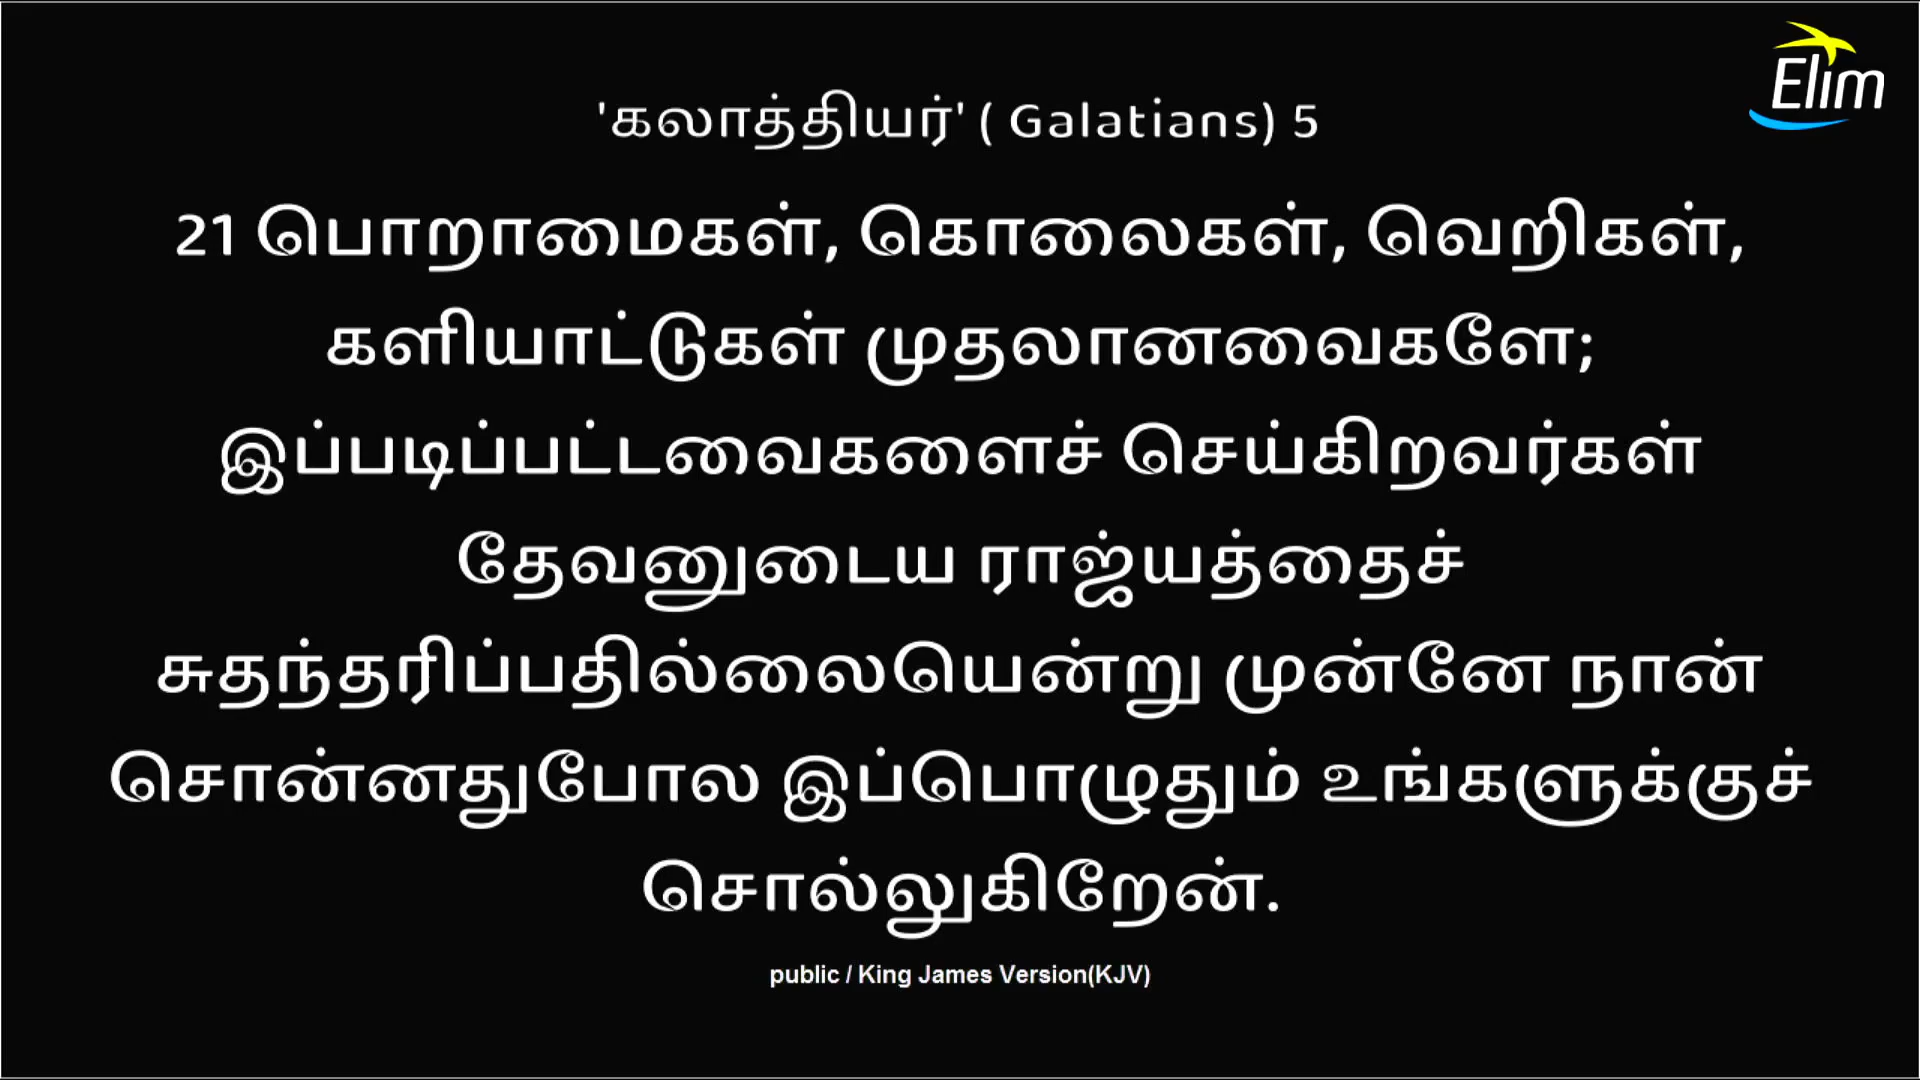 Elim
'கலாத்தியர்' ( Galatians) 5
21 பொறாமைகள், கொலைகள், வெறிகள்,
களியாட்டுகள் முதலானவைகளே;
இப்படிப்பட்டவைகளைச் செய்கிறவர்கள்
தேவனுடைய ராஜ்யத்தைச்
சுதந்தரிப்பதில்லையென்று முன்னே நான்
சொன்னதுபோல இப்பொழுதும் உங்களுக்குச்
சொல்லுகிறேன்.
public / King James Version(KJV)